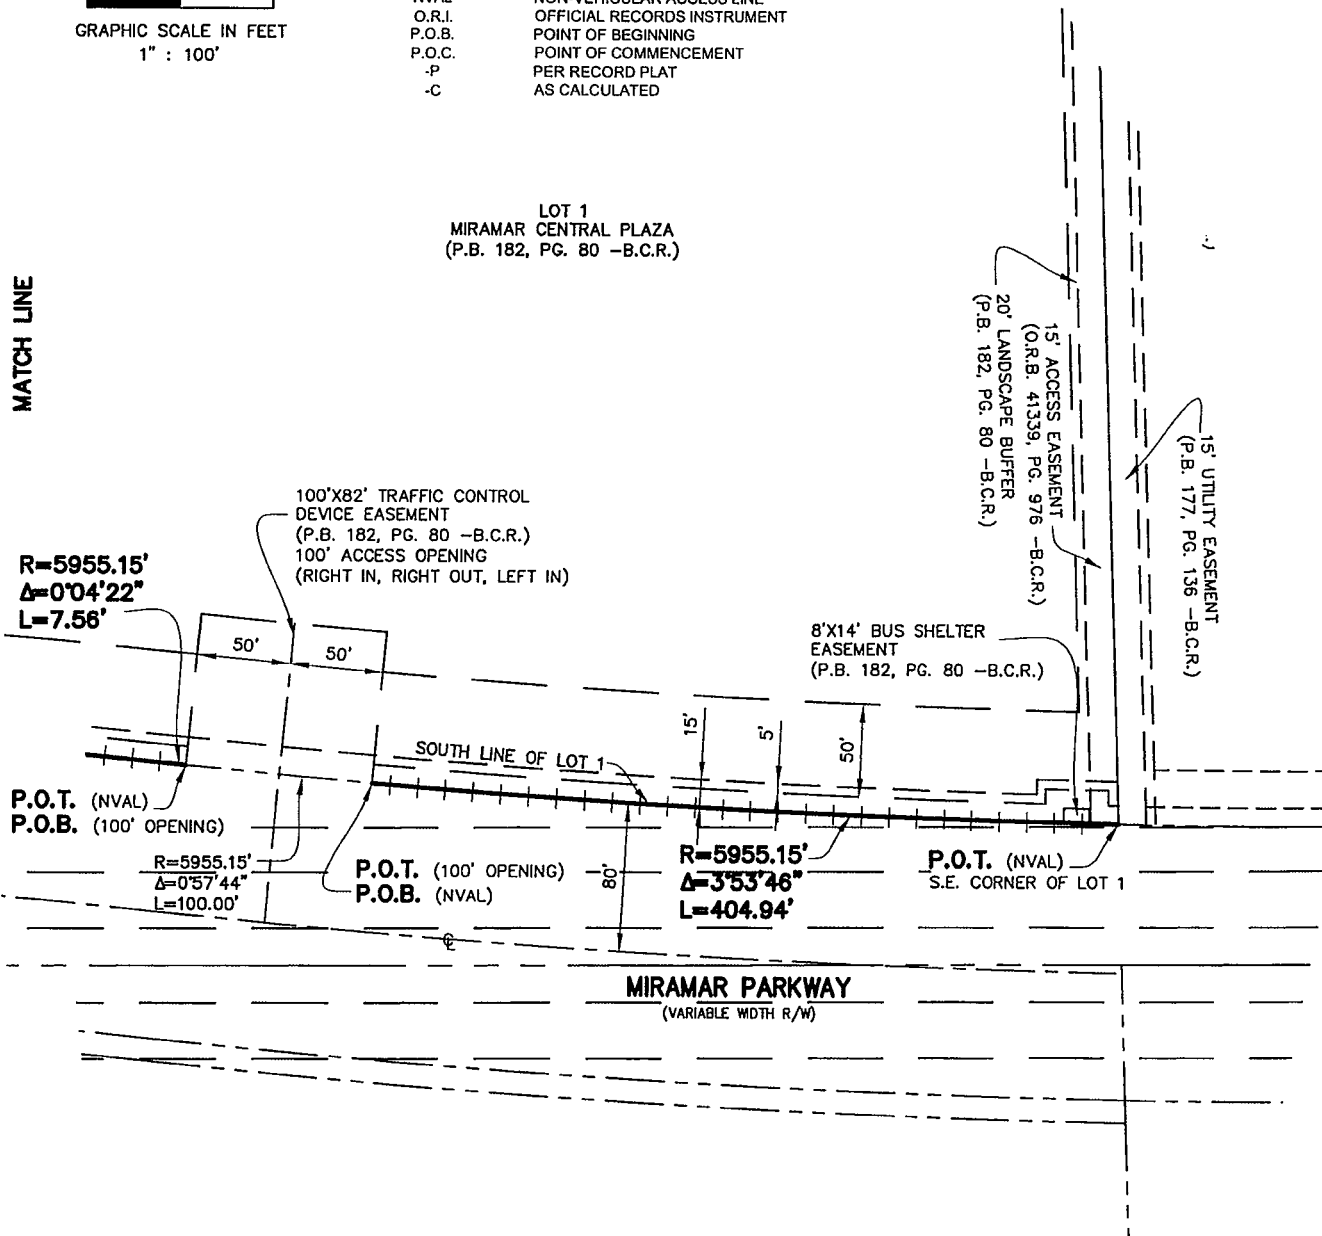 NVAL NON-VEHICULAR ACCESS LINE
O.R.I. OFFICIAL RECORDS INSTRUMENT
P.O.B. POINT OF BEGINNING
P.O.C. POINT OF COMMENCEMENT
-P PER RECORD PLAT
-C AS CALCULATED
GRAPHIC SCALE IN FEET
1" : 100'
LOT 1
MIRAMAR CENTRAL PLAZA
(P.B. 182, PG. 80 -B.C.R.)
MATCH LINE
20' LANDSCAPE BUFFER
(P.B. 182, PG. 80 -B.C.R.)
15' ACCESS EASEMENT
(O.R.B. 41339, PG. 976 -B.C.R.)
15' UTILITY EASEMENT
(P.B. 177, PG. 136 -B.C.R.)
100'X82' TRAFFIC CONTROL
DEVICE EASEMENT
(P.B. 182, PG. 80 -B.C.R.)
100' ACCESS OPENING
(RIGHT IN, RIGHT OUT, LEFT IN)
R=5955.15'
Δ=0°04'22"
L=7.56'
50'
50'
8'X14' BUS SHELTER
EASEMENT
(P.B. 182, PG. 80 -B.C.R.)
15'
5'
50'
SOUTH LINE OF LOT 1
P.O.T. (NVAL)
P.O.B. (100' OPENING)
R=5955.15'
Δ=0°57'44"
L=100.00'
P.O.T. (100' OPENING)
P.O.B. (NVAL)
80'
R=5955.15'
Δ=3°53'46"
L=404.94'
P.O.T. (NVAL)
S.E. CORNER OF LOT 1
℄
MIRAMAR PARKWAY
(VARIABLE WIDTH R/W)